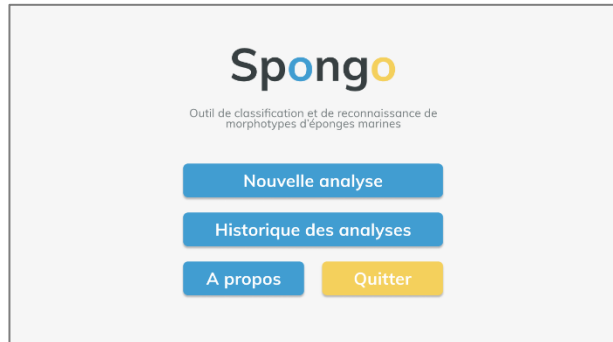 Spongo
Outil de classification et de reconnaissance de
morphotypes d'éponges marines
Nouvelle analyse
Historique des analyses
A propos
Quitter